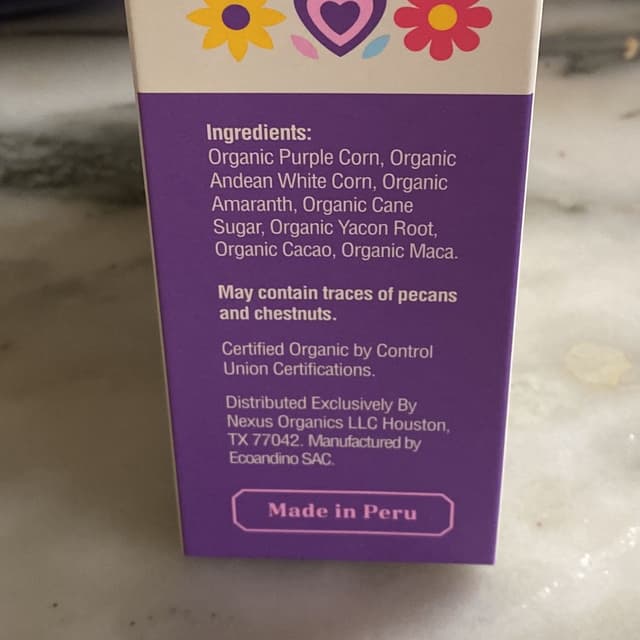 Ingredients:
Organic Purple Corn, Organic
Andean White Corn, Organic
Amaranth, Organic Cane
Sugar, Organic Yacon Root,
Organic Cacao, Organic Maca.
May contain traces of pecans
and chestnuts.
Certified Organic by Control
Union Certifications.
Distributed Exclusively By
Nexus Organics LLC Houston,
TX 77042. Manufactured by
Ecoandino SAC.
Made in Peru